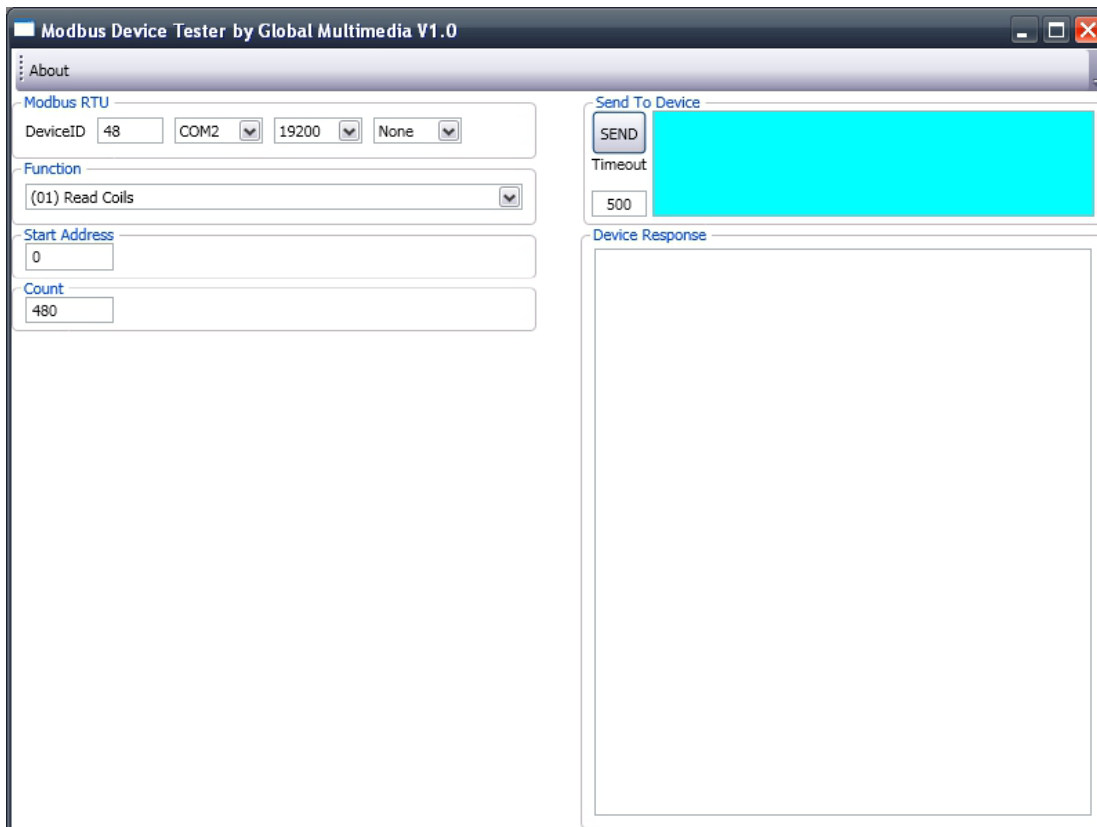 Modbus Device Tester by Global Multimedia V1.0
About
Modbus RTU
DeviceID 48 COM2 19200 None
Function
(01) Read Coils
Start Address
0
Count
480
Send To Device
SEND
Timeout
500
Device Response